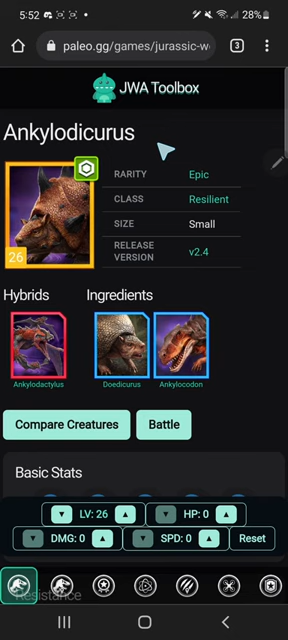 5:52
28%
paleo.gg/games/jurassic-w
3
JWA Toolbox
Ankylodicurus
26
RARITY Epic
CLASS Resilient
SIZE Small
RELEASE VERSION v2.4
Hybrids Ingredients
Ankylodactylus Doedicurus Ankylocodon
Compare Creatures Battle
Basic Stats
LV: 26 HP: 0
DMG: 0 SPD: 0 Reset
Resistance